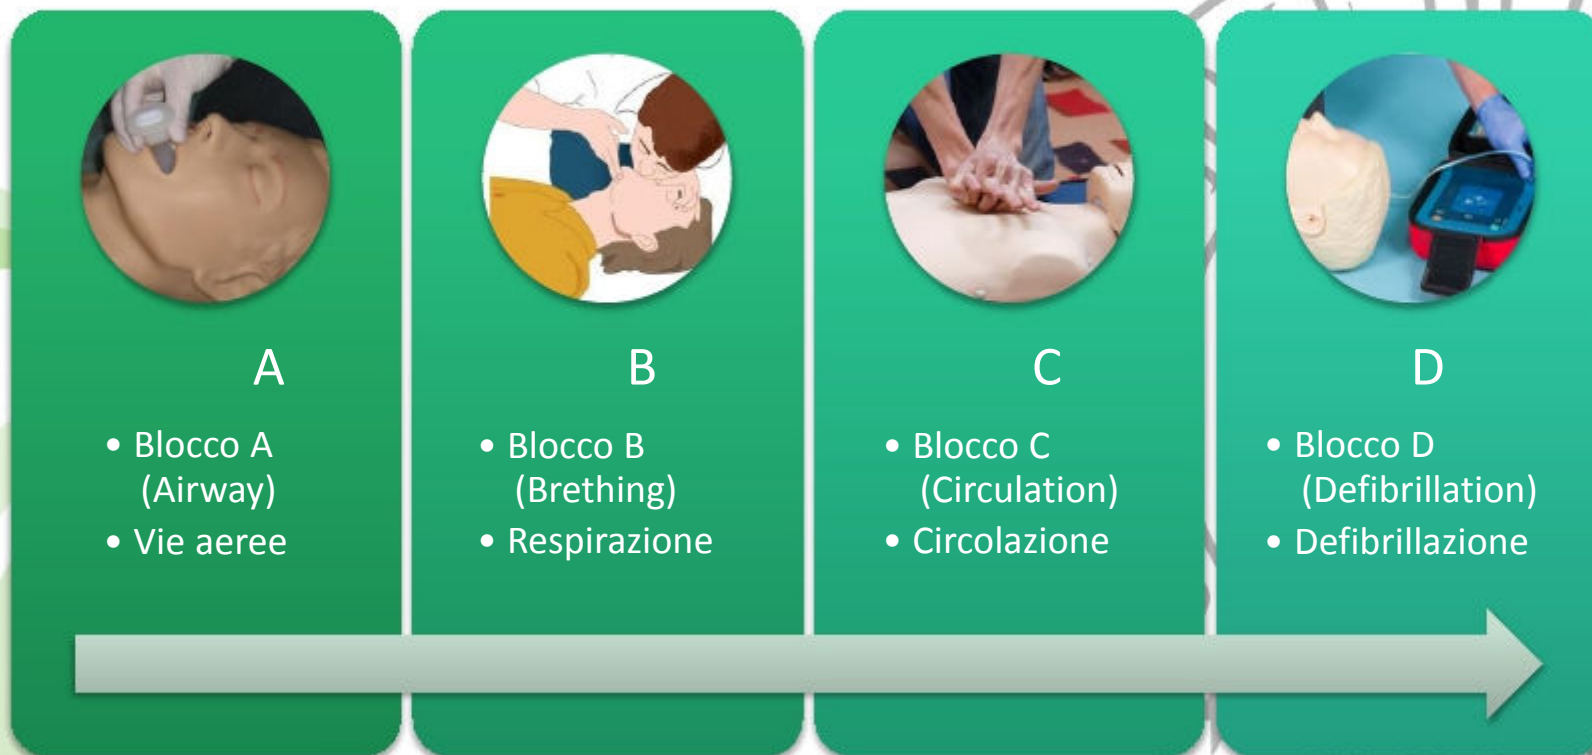 A
• Blocco A
(Airway)
• Vie aeree
B
• Blocco B
(Brething)
• Respirazione
C
• Blocco C
(Circulation)
• Circolazione
D
• Blocco D
(Defibrillation)
• Defibrillazione